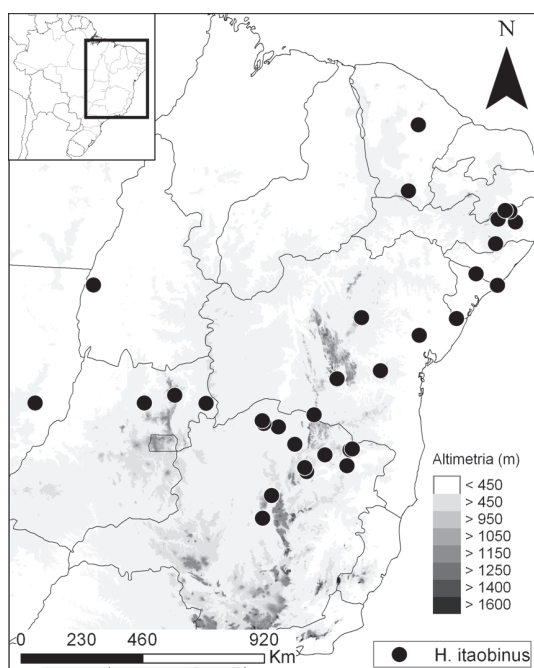 N
Altimetria (m)
< 450
> 450
> 950
> 1050
> 1150
> 1250
> 1400
> 1600
0 230 460 920
Km
H. itaobinus